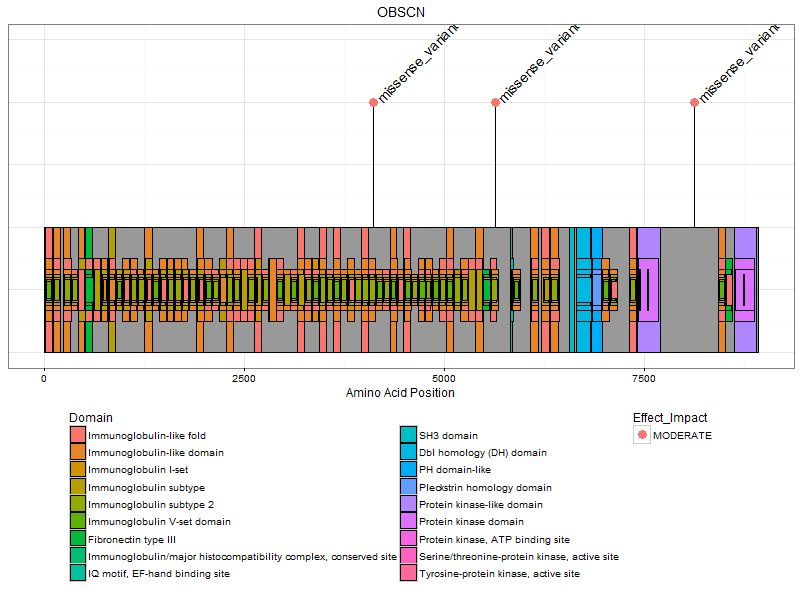 OBSCN
missense_variant
missense_variant
missense_variant
0
2500
5000
7500
Amino Acid Position
Domain
Immunoglobulin-like fold
Immunoglobulin-like domain
Immunoglobulin I-set
Immunoglobulin subtype
Immunoglobulin subtype 2
Immunoglobulin V-set domain
Fibronectin type III
Immunoglobulin/major histocompatibility complex, conserved site
IQ motif, EF-hand binding site
SH3 domain
Dbl homology (DH) domain
PH domain-like
Pleckstrin homology domain
Protein kinase-like domain
Protein kinase domain
Protein kinase, ATP binding site
Serine/threonine-protein kinase, active site
Tyrosine-protein kinase, active site
Effect_Impact
MODERATE